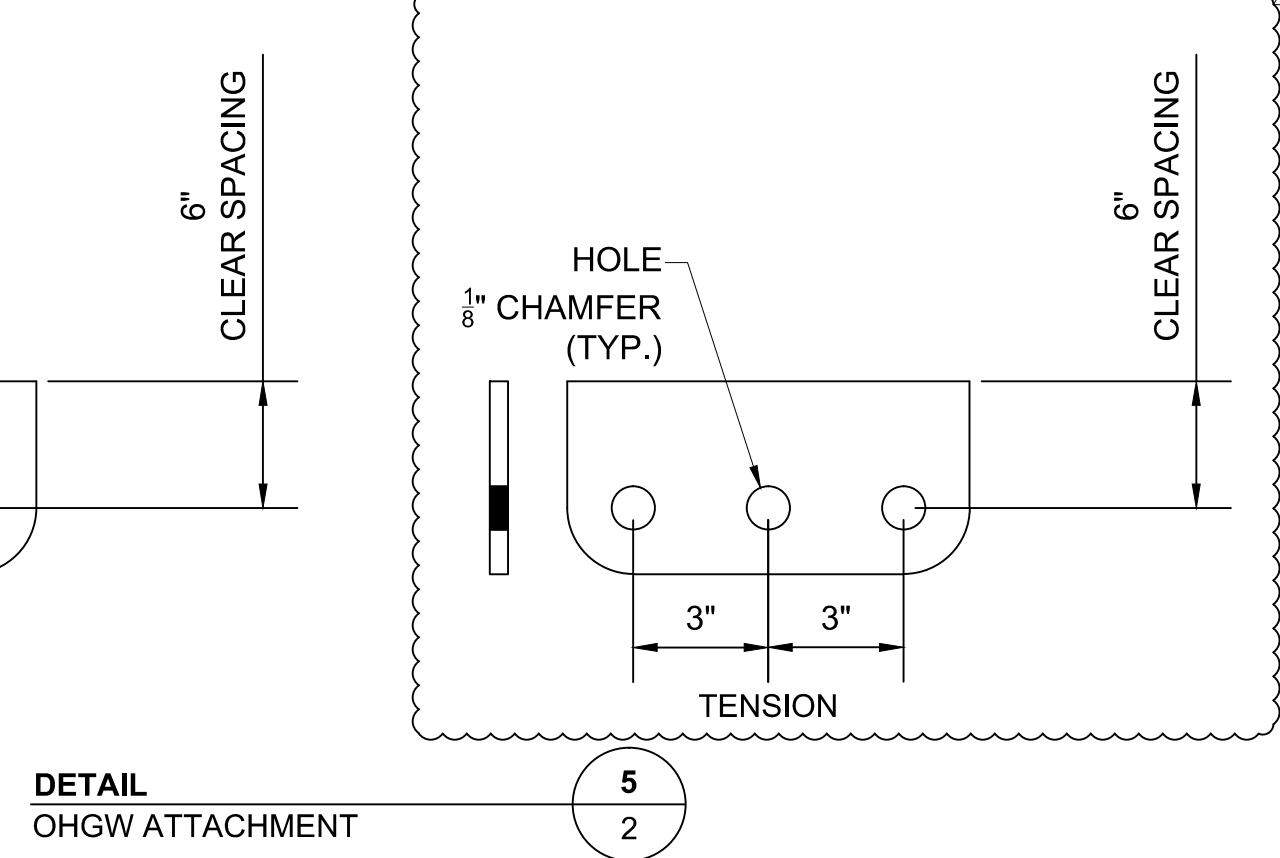 6"
CLEAR SPACING
6"
CLEAR SPACING
HOLE
1/8" CHAMFER
(TYP.)
3"
3"
TENSION
DETAIL
OHGW ATTACHMENT
5
2